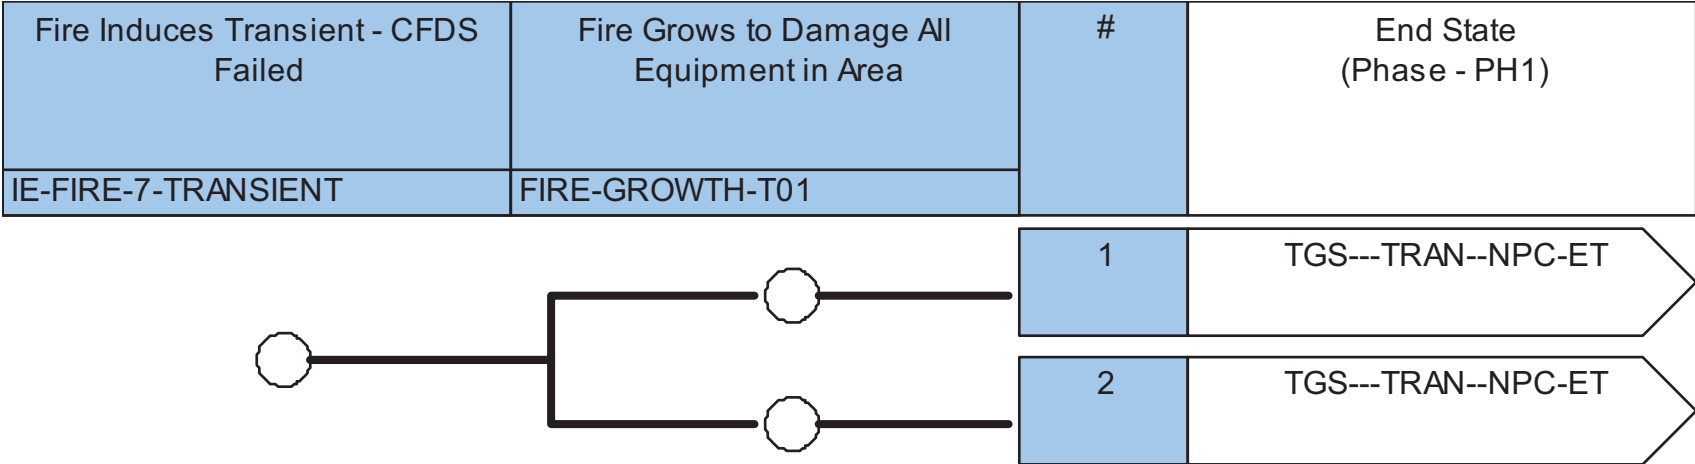 Fire Induces Transient - CFDS
Failed
Fire Grows to Damage All
Equipment in Area
#
End State
(Phase - PH1)
IE-FIRE-7-TRANSIENT
FIRE-GROWTH-T01
1
TGS---TRAN--NPC-ET
2
TGS---TRAN--NPC-ET